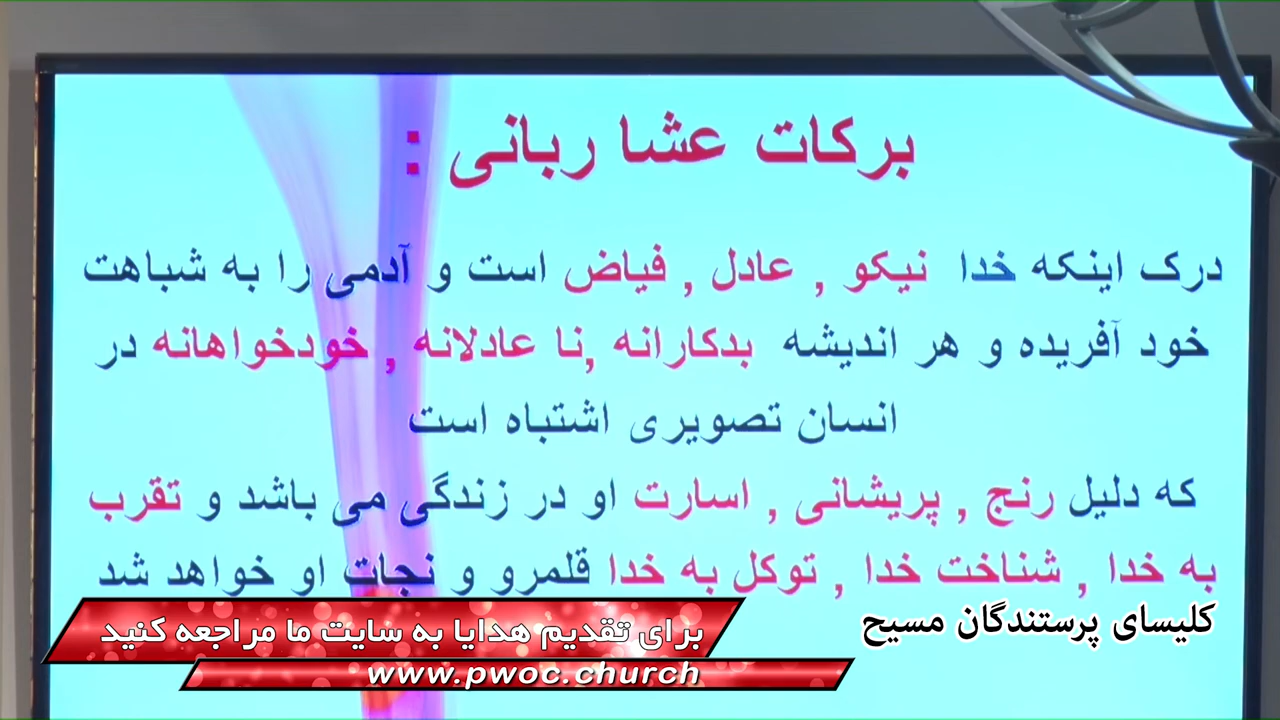 برکات عشا ربانی :
درک اینکه خدا نیکو , عادل , فیاض است و آدمی را به شباهت
خود آفریده و هر اندیشه بدکارانه ,نا عادلانه , خودخواهانه در
انسان تصویری اشتباه است
که دلیل رنج , پریشانی , اسارت او در زندگی می باشد و تقرب
به خدا , شناخت خدا , توکل به خدا قلمرو و نجات او خواهد شد
کلیسای پرستندگان مسیح
برای تقدیم هدایا به سایت ما مراجعه کنید
www.pwoc.church